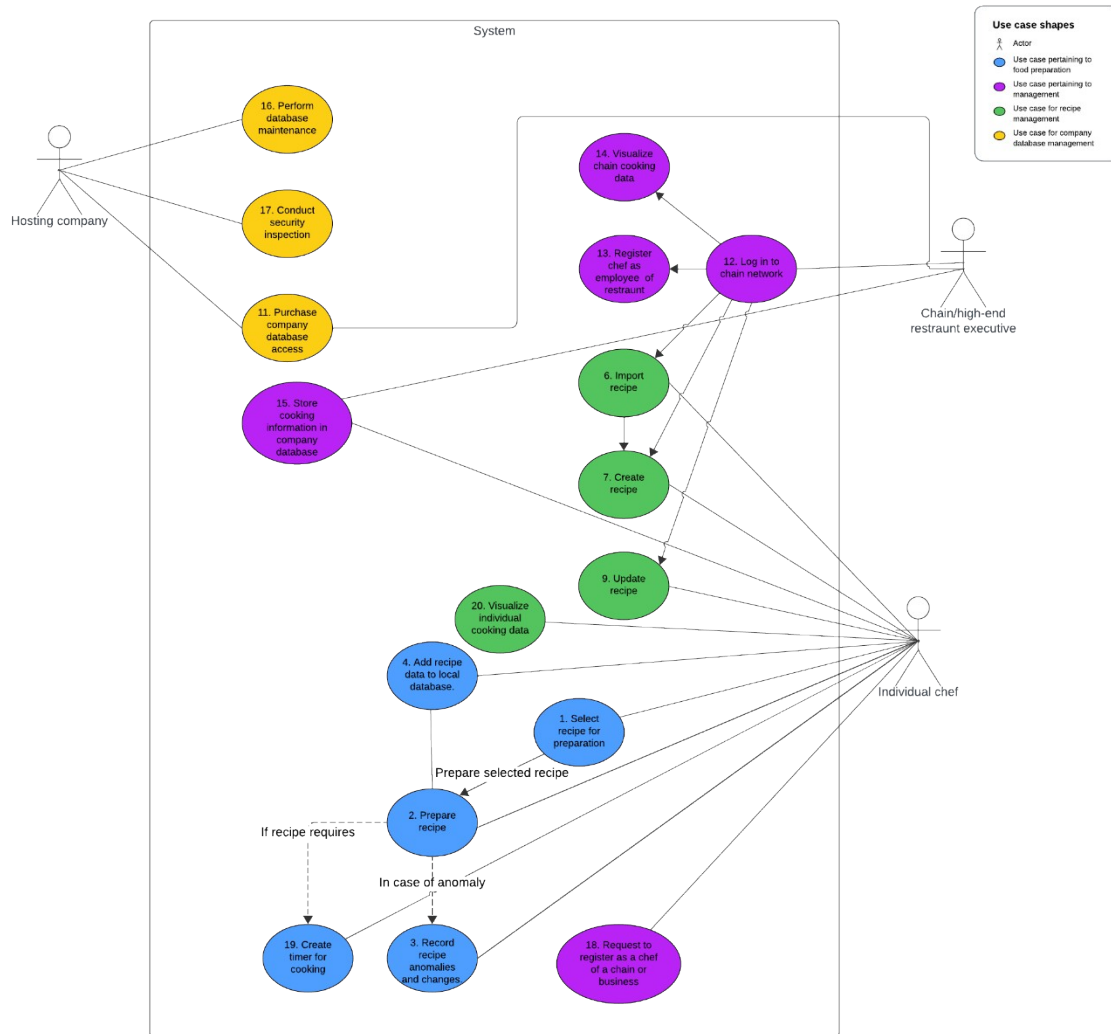 System
Use case shapes
Actor
Use case pertaining to
food preparation
Use case pertaining to
management
Use case for recipe
management
Use case for company
database management
16. Perform
database
maintenance
Hosting company
17. Conduct
security
inspection
11. Purchase
company
database
access
14. Visualize
chain cooking
data
13. Register
chef as
employee of
restraunt
12. Log in to
chain network
Chain/high-end
restraunt executive
15. Store
cooking
information in
company
database
6. Import
recipe
7. Create
recipe
9. Update
recipe
20. Visualize
individual
cooking data
4. Add recipe
data to local
database.
Individual chef
1. Select
recipe for
preparation
Prepare selected recipe
2. Prepare
recipe
If recipe requires
In case of anomaly
19. Create
timer for
cooking
3. Record
recipe
anomalies
and changes
18. Request to
register as a chef
of a chain or
business